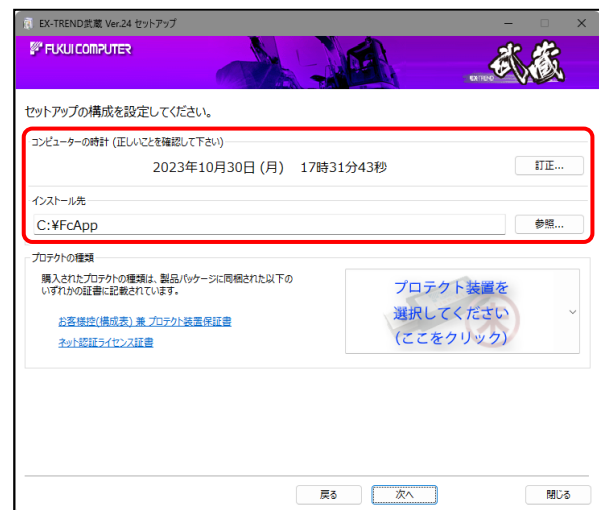 EX-TREND武蔵 Ver.24 セットアップ
FUKUI COMPUTER
EX-TREND 武蔵
セットアップの構成を設定してください。
コンピューターの時計 (正しいことを確認して下さい)
2023年10月30日 (月) 17時31分43秒
訂正...
インストール先
C:¥FcApp
参照...
プロテクトの種類
購入されたプロテクトの種類は、製品パッケージに同梱された以下の
いずれかの証書に記載されています。
お客様控(構成表) 兼 プロテクト装置保証書
ネット認証ライセンス証書
プロテクト装置を
選択してください
(ここをクリック)
戻る
次へ
閉じる